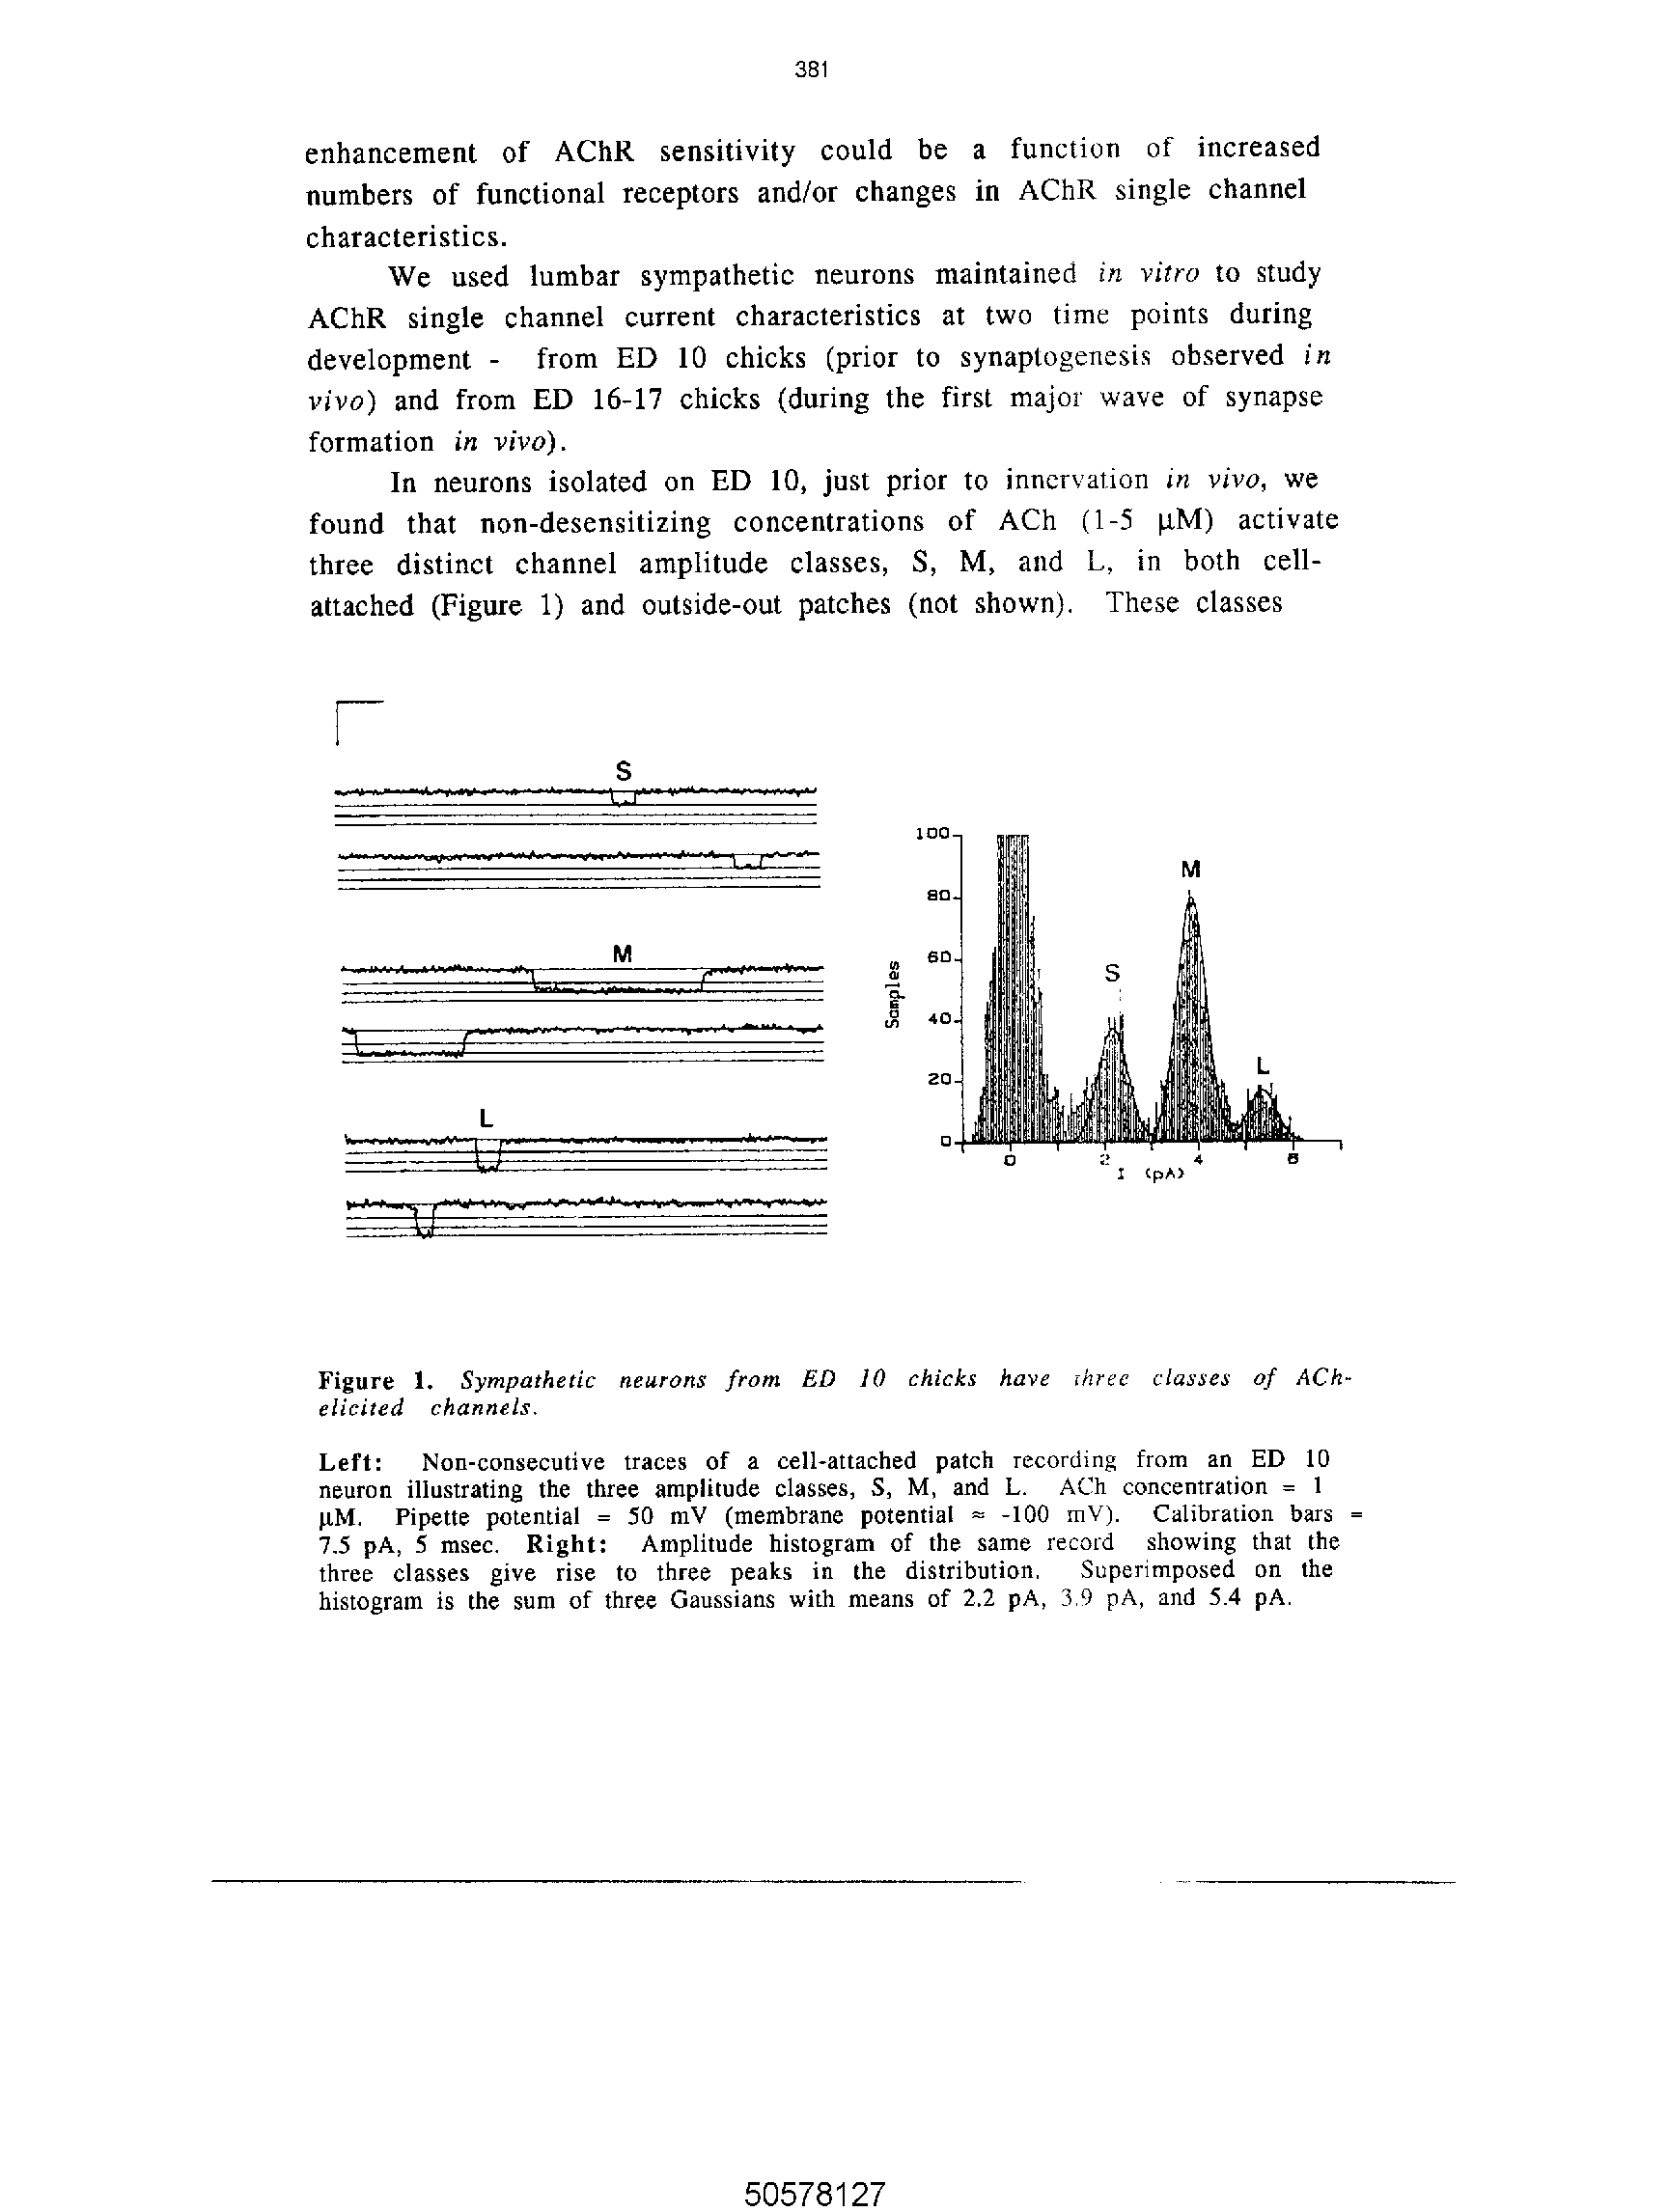 381
enhancement of AChR sensitivity could be a function of increased
numbers of functional receptors and/or changes in AChR single channel
characteristics.
We used lumbar sympathetic neurons maintained in vitro to study
AChR single channel current characteristics at two time points during
development - from ED 10 chicks (prior to synaptogenesis observed in
vivo) and from ED 16-17 chicks (during the first major wave of synapse
formation in vivo).
In neurons isolated on ED 10, just prior to innervation in vivo, we
found that non-desensitizing concentrations of ACh (1-5 µM) activate
three distinct channel amplitude classes, S, M, and L, in both cell-
attached (Figure 1) and outside-out patches (not shown). These classes
S
M
L
100
80
60
40
20
0
Samples
S
M
L
0 2 4 6
I (pA)
Figure 1. Sympathetic neurons from ED 10 chicks have three classes of ACh-
elicited channels.
Left: Non-consecutive traces of a cell-attached patch recording from an ED 10
neuron illustrating the three amplitude classes, S, M, and L. ACh concentration = 1
µM. Pipette potential = 50 mV (membrane potential ≈ -100 mV). Calibration bars =
7.5 pA, 5 msec. Right: Amplitude histogram of the same record showing that the
three classes give rise to three peaks in the distribution. Superimposed on the
histogram is the sum of three Gaussians with means of 2.2 pA, 3.9 pA, and 5.4 pA.
50578127